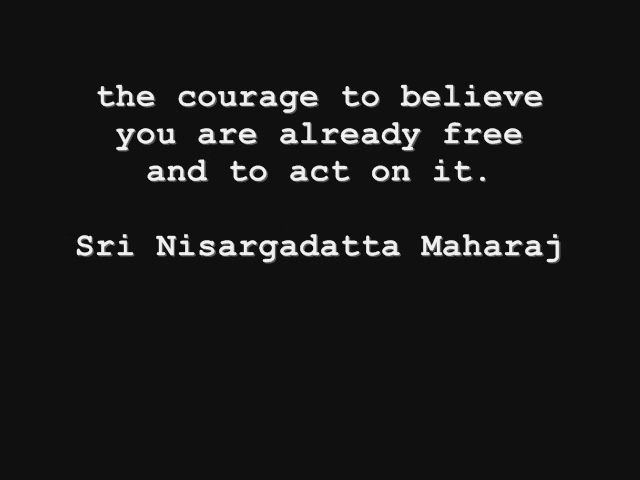 the courage to believe
you are already free
and to act on it.
Sri Nisargadatta Maharaj